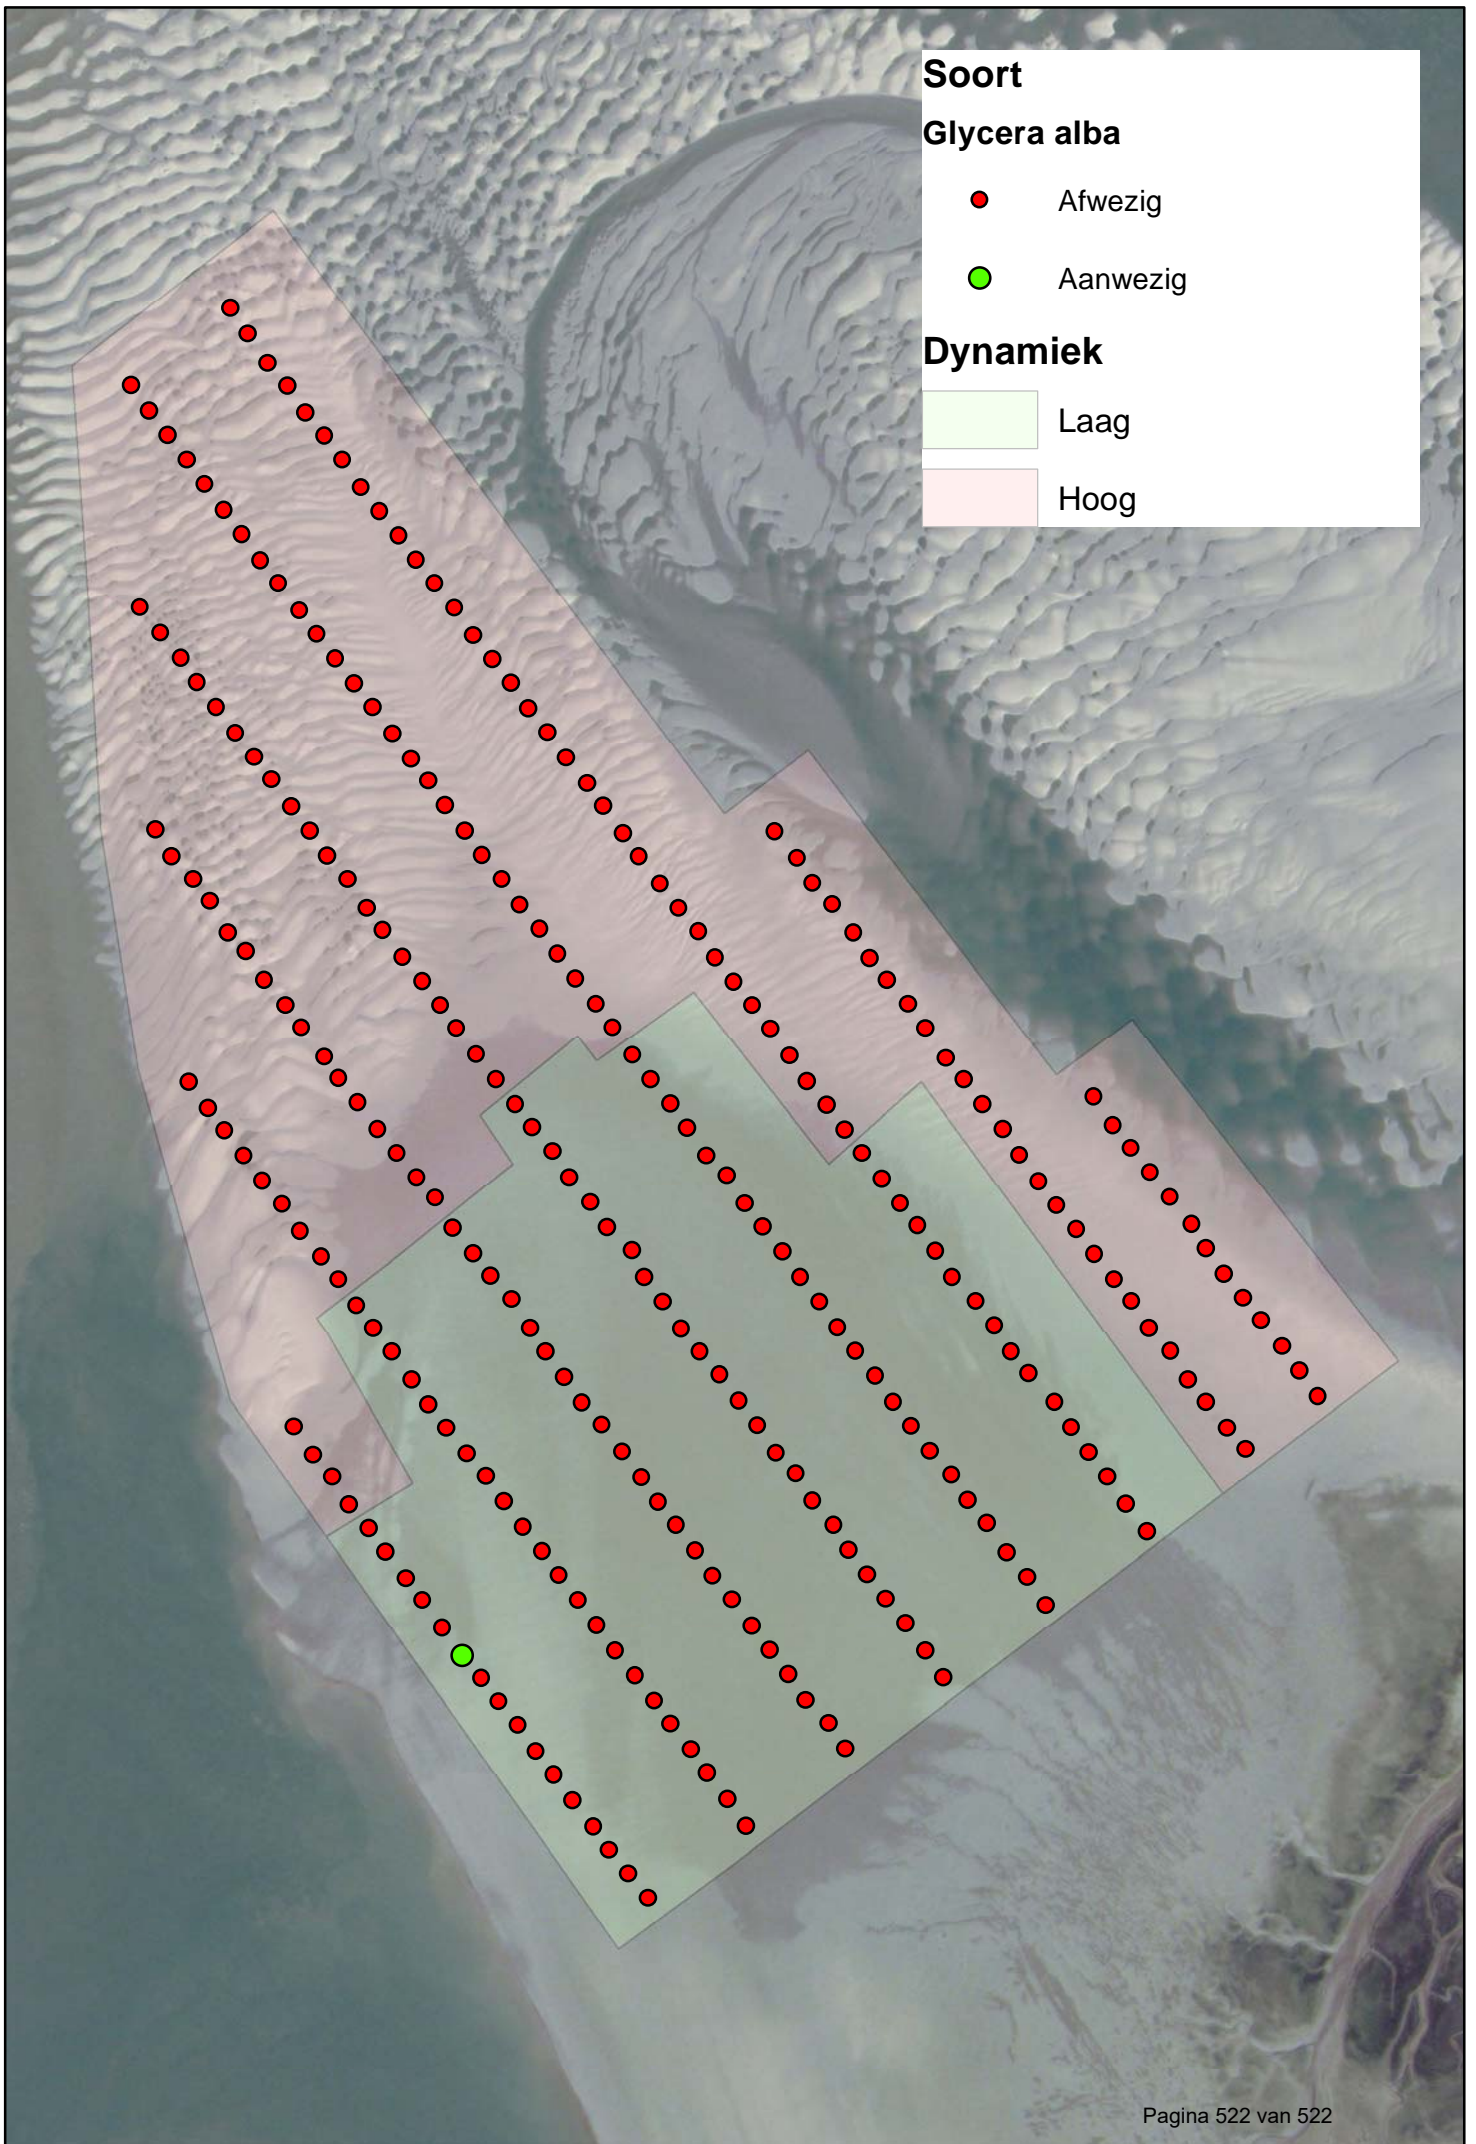 Soort
Glycera alba
Afwezig
Aanwezig
Dynamiek
Laag
Hoog
Pagina 522 van 522